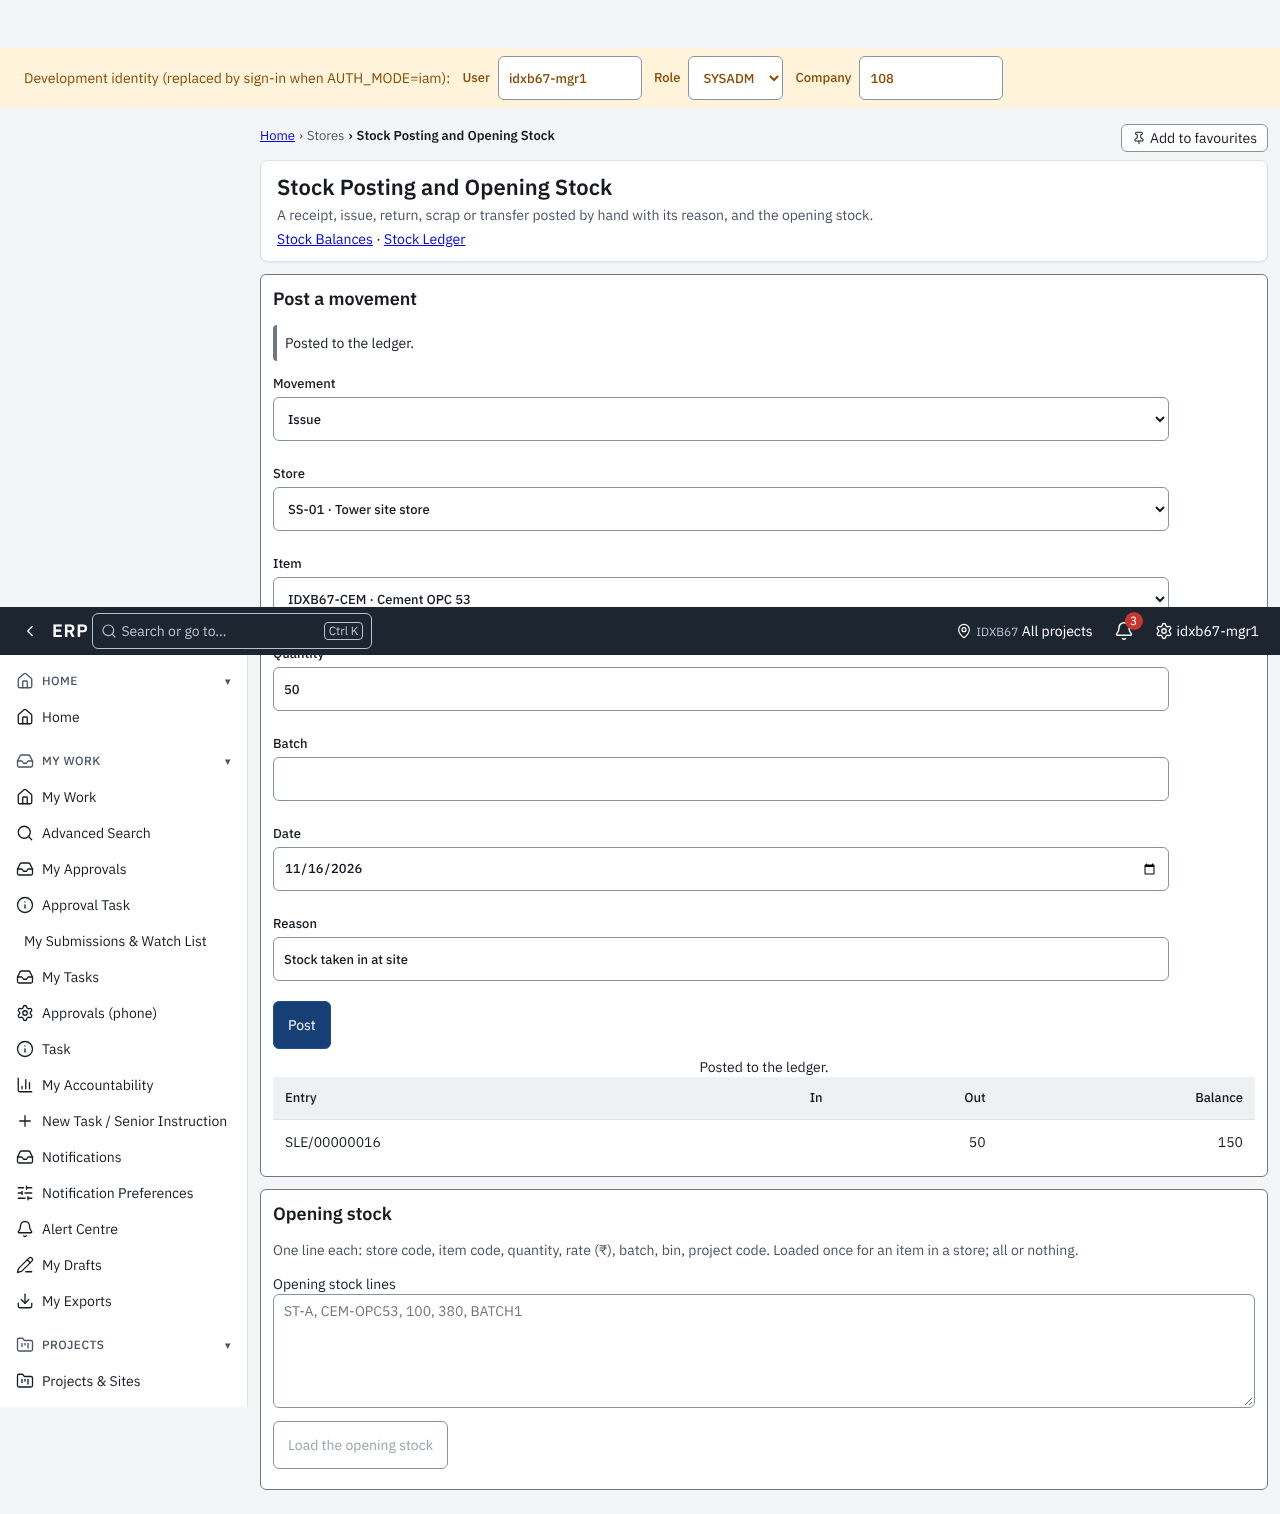 Development identity (replaced by sign-in when AUTH_MODE=iam): User idxb67-mgr1 Role SYSADM Company 108
Home › Stores › Stock Posting and Opening Stock
Add to favourites
Stock Posting and Opening Stock
A receipt, issue, return, scrap or transfer posted by hand with its reason, and the opening stock.
Stock Balances · Stock Ledger
Post a movement
Posted to the ledger.
Movement
Issue
Store
SS-01 · Tower site store
Item
IDXB67-CEM · Cement OPC 53
ERP Search or go to... Ctrl K IDXB67 All projects 3 idxb67-mgr1
Quantity
50
Batch
Date
11/16/2026
Reason
Stock taken in at site
Post
Posted to the ledger.
Entry In Out Balance
SLE/00000016 50 150
Opening stock
One line each: store code, item code, quantity, rate (₹), batch, bin, project code. Loaded once for an item in a store; all or nothing.
Opening stock lines
ST-A, CEM-OPC53, 100, 380, BATCH1
Load the opening stock
HOME
Home
MY WORK
My Work
Advanced Search
My Approvals
Approval Task
My Submissions & Watch List
My Tasks
Approvals (phone)
Task
My Accountability
New Task / Senior Instruction
Notifications
Notification Preferences
Alert Centre
My Drafts
My Exports
PROJECTS
Projects & Sites